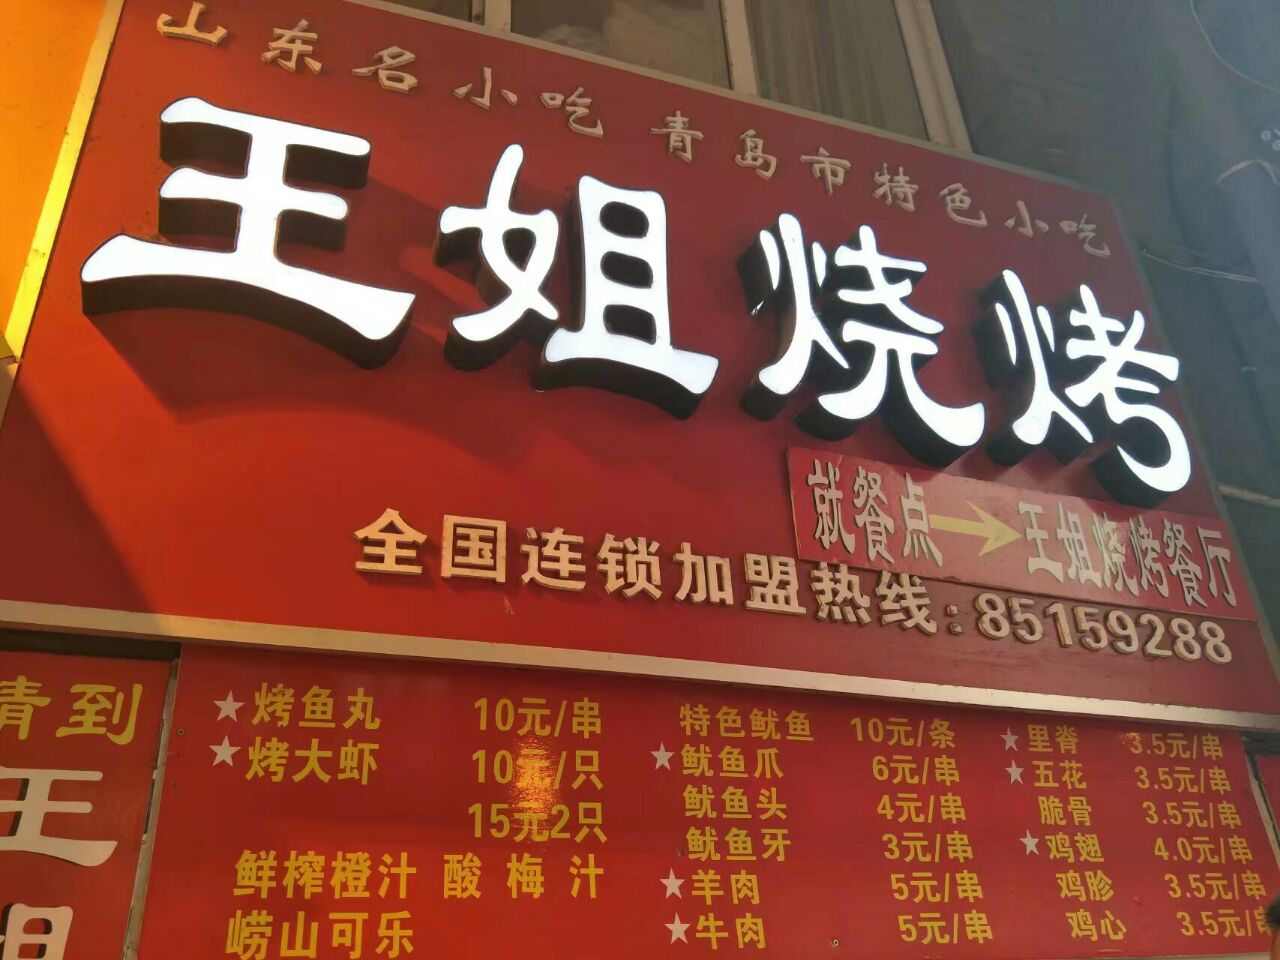 山东名小吃 青岛市特色小吃
王姐烧烤
就餐点→王姐烧烤餐厅
全国连锁加盟热线:85159288
请到
王
姐
★烤鱼丸 10元/串
★烤大虾 10元/只
15元2只
鲜榨橙汁 酸梅汁
崂山可乐
特色鱿鱼 10元/条
★鱿鱼爪 6元/串
鱿鱼头 4元/串
鱿鱼牙 3元/串
★羊肉 5元/串
★牛肉 5元/串
★里脊 3.5元/串
★五花 3.5元/串
脆骨 3.5元/串
★鸡翅 4.0元/串
鸡胗 3.5元/串
鸡心 3.5元/串